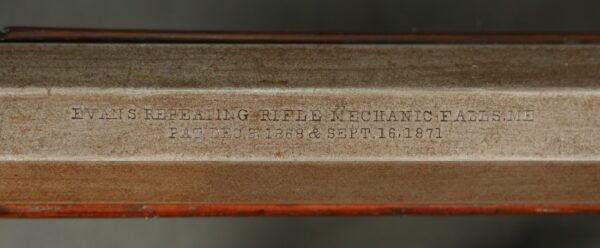 EVANS REPEATING RIFLE MECHANIC FALLS.ME
PAT DEC.8 1868 & SEPT.16.1871